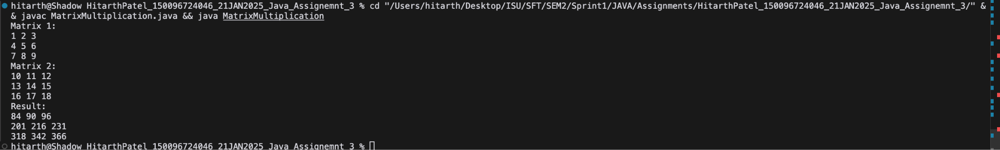 hitarth@Shadow HitarthPatel_150096724046_21JAN2025_Java_Assignemnt_3 % cd "/Users/hitarth/Desktop/ISU/SFT/SEM2/Sprint1/JAVA/Assignments/HitarthPatel_150096724046_21JAN2025_Java_Assignemnt_3/" &
& javac MatrixMultiplication.java && java MatrixMultiplication
Matrix 1:
1 2 3
4 5 6
7 8 9
Matrix 2:
10 11 12
13 14 15
16 17 18
Result:
84 90 96
201 216 231
318 342 366
hitarth@Shadow HitarthPatel_150096724046_21JAN2025_Java_Assignemnt_3 %